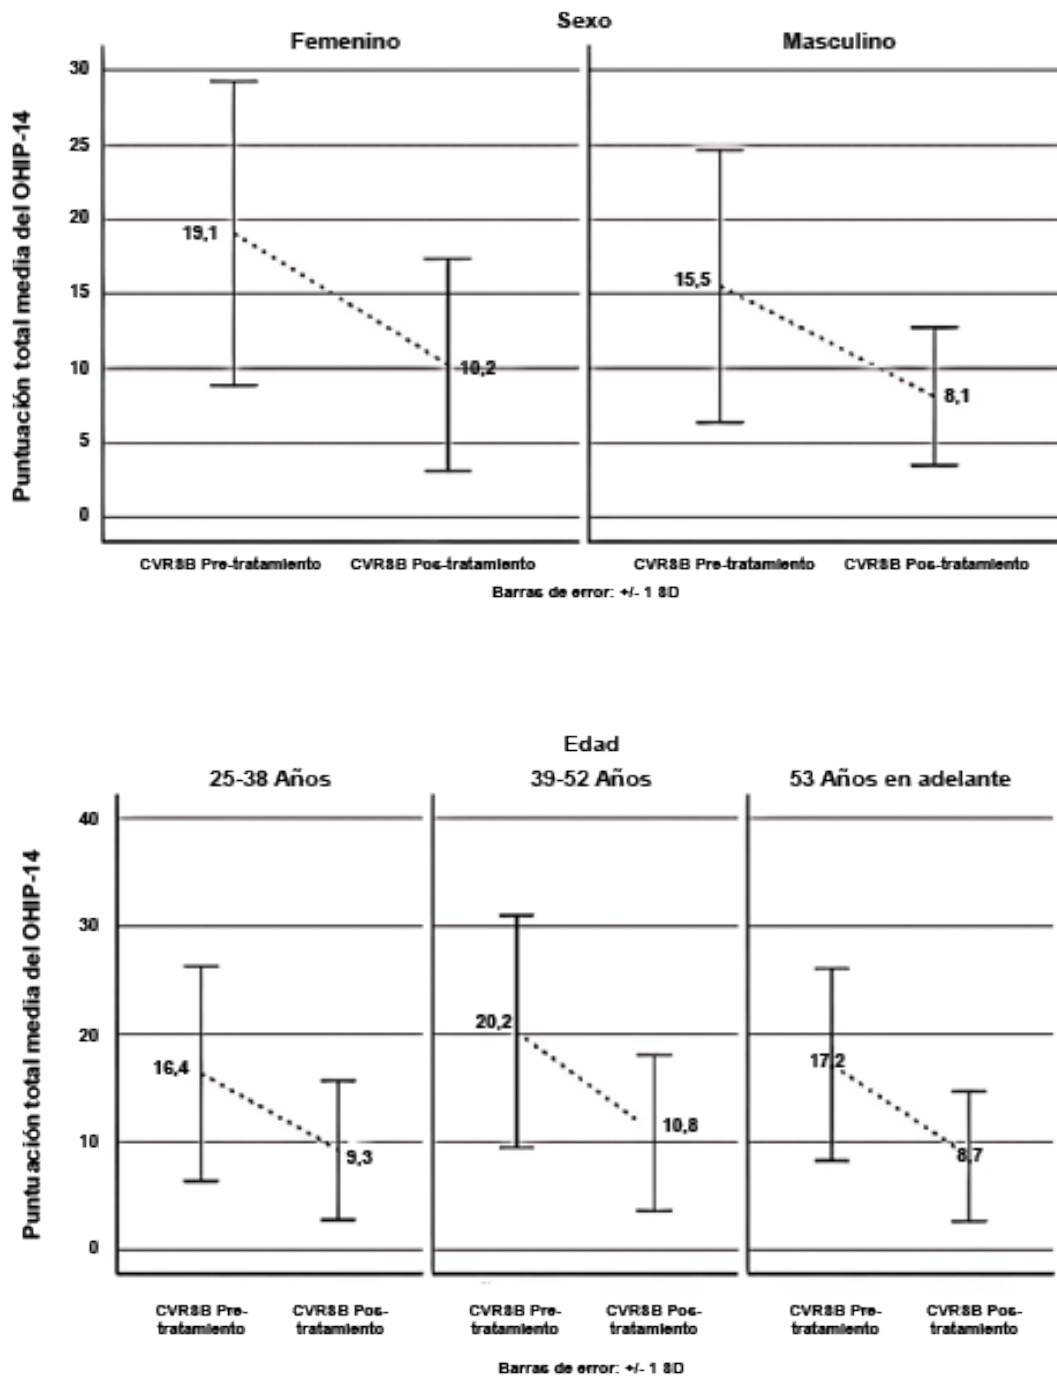 Sexo
Femenino
Masculino
Puntuación total media del OHIP-14
30
25
20
15
10
5
0
19,1
10,2
15,5
8,1
CVRSB Pre-tratamiento
CVRSB Pos-tratamiento
CVRSB Pre-tratamiento
CVRSB Pos-tratamiento
Barras de error: +/- 1 SD
Edad
25-38 Años
39-52 Años
53 Años en adelante
Puntuación total media del OHIP-14
40
30
20
10
0
16,4
9,3
20,2
10,8
17,2
8,7
CVRSB Pre-
tratamiento
CVRSB Pos-
tratamiento
CVRSB Pre-
tratamiento
CVRSB Pos-
tratamiento
CVRSB Pre-
tratamiento
CVRSB Pos-
tratamiento
Barras de error: +/- 1 SD